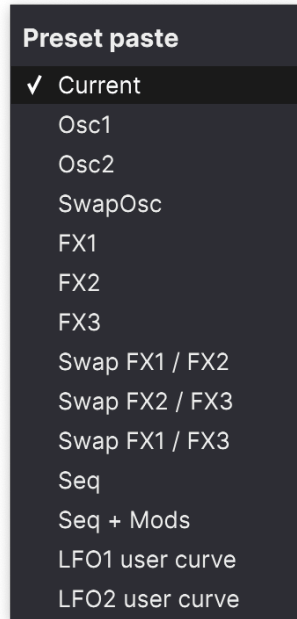 Preset paste
✓ Current
Osc1
Osc2
SwapOsc
FX1
FX2
FX3
Swap FX1 / FX2
Swap FX2 / FX3
Swap FX1 / FX3
Seq
Seq + Mods
LFO1 user curve
LFO2 user curve